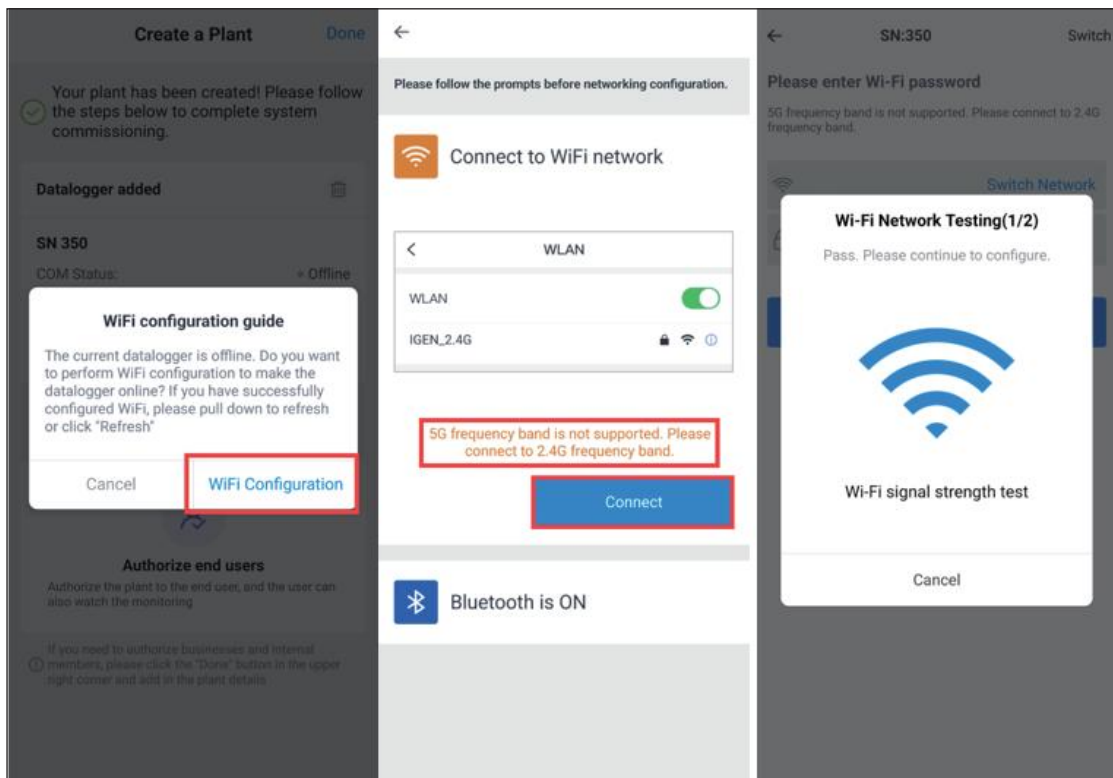 Create a Plant
Done
Your plant has been created! Please follow
the steps below to complete system
commissioning.
Datalogger added
SN 350
COM Status:
Offline
WiFi configuration guide
The current datalogger is offline. Do you want
to perform WiFi configuration to make the
datalogger online? If you have successfully
configured WiFi, please pull down to refresh
or click "Refresh"
Cancel
WiFi Configuration
Authorize end users
Authorize the plant to the end user, and the user can
also watch the monitoring
If you need to authorize businesses and internal
members, please click the "Done" button in the upper
right corner and add in the plant details
Please follow the prompts before networking configuration.
Connect to WiFi network
WLAN
WLAN
IGEN_2.4G
5G frequency band is not supported. Please
connect to 2.4G frequency band.
Connect
Bluetooth is ON
SN:350
Switch
Please enter Wi-Fi password
5G frequency band is not supported. Please connect to 2.4G
frequency band.
Switch Network
Wi-Fi Network Testing(1/2)
Pass. Please continue to configure.
Wi-Fi signal strength test
Cancel